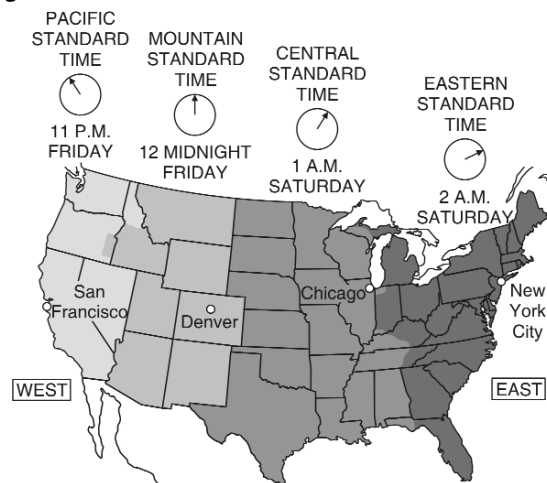 PACIFIC
STANDARD
TIME
11 P.M.
FRIDAY
MOUNTAIN
STANDARD
TIME
12 MIDNIGHT
FRIDAY
CENTRAL
STANDARD
TIME
1 A.M.
SATURDAY
EASTERN
STANDARD
TIME
2 A.M.
SATURDAY
San
Francisco
Denver
Chicago
New
York
City
WEST
EAST